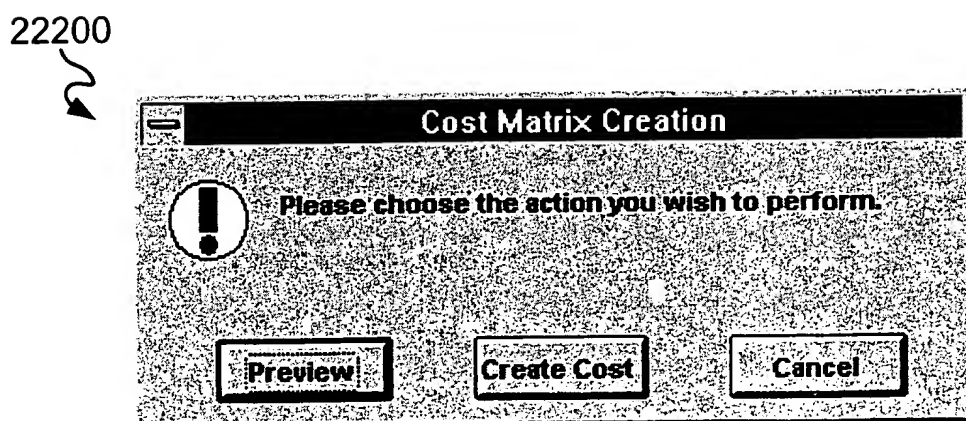 22200
Cost Matrix Creation
Please choose the action you wish to perform.
Preview Create Cost Cancel